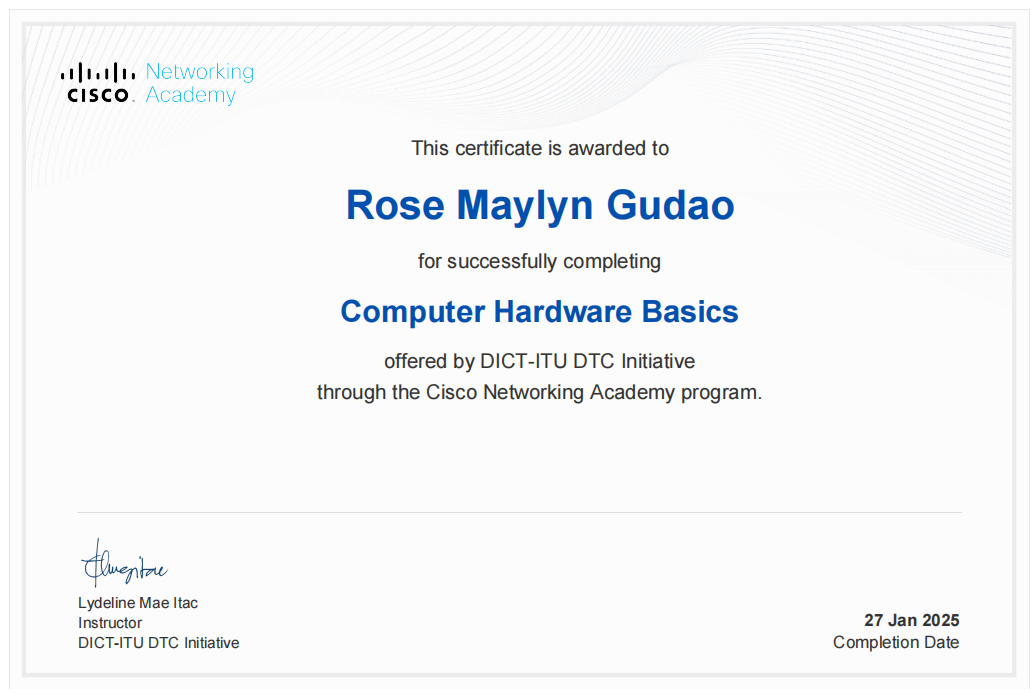 CISCO Networking
Academy
This certificate is awarded to
Rose Maylyn Gudao
for successfully completing
Computer Hardware Basics
offered by DICT-ITU DTC Initiative
through the Cisco Networking Academy program.
Lydeline Mae Itac
Instructor
DICT-ITU DTC Initiative
27 Jan 2025
Completion Date